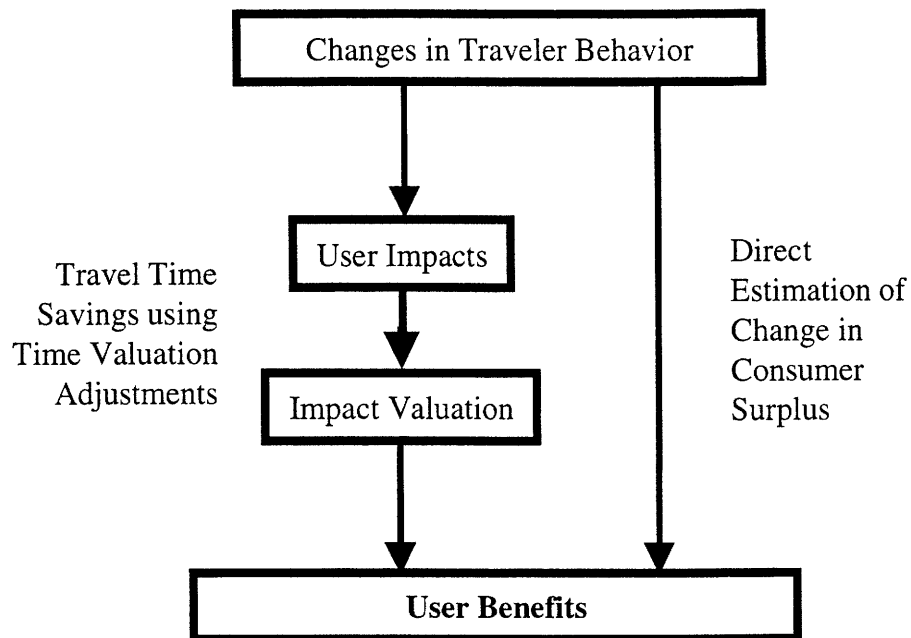 Changes in Traveler Behavior
User Impacts
Travel Time
Savings using
Time Valuation
Adjustments
Direct
Estimation of
Change in
Consumer
Surplus
Impact Valuation
User Benefits